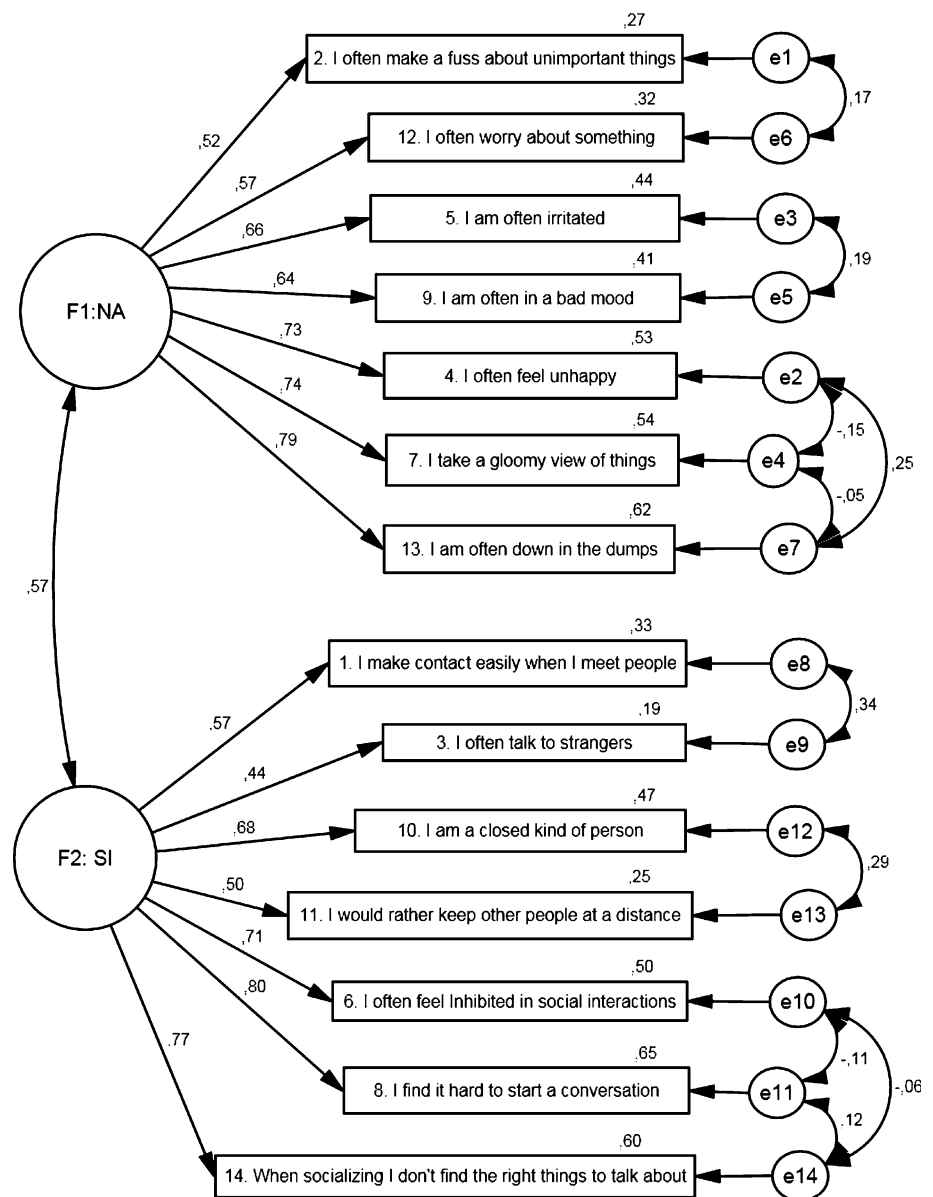 ,27
2. I often make a fuss about unimportant things
e1
,17
,32
12. I often worry about something
e6
,52
,57
,44
5. I am often irritated
e3
,66
,19
,41
9. I am often in a bad mood
e5
,64
F1:NA
,53
4. I often feel unhappy
e2
,73
-,15
,54
7. I take a gloomy view of things
e4
,74
,25
-,05
,79
,62
13. I am often down in the dumps
e7
,57
,33
1. I make contact easily when I meet people
e8
,57
,34
,19
3. I often talk to strangers
e9
,44
,47
10. I am a closed kind of person
e12
,68
,29
F2: SI
,25
11. I would rather keep other people at a distance
e13
,50
,71
,50
6. I often feel Inhibited in social interactions
e10
,80
-,11
,65
8. I find it hard to start a conversation
e11
-,06
,77
,12
,60
14. When socializing I don't find the right things to talk about
e14